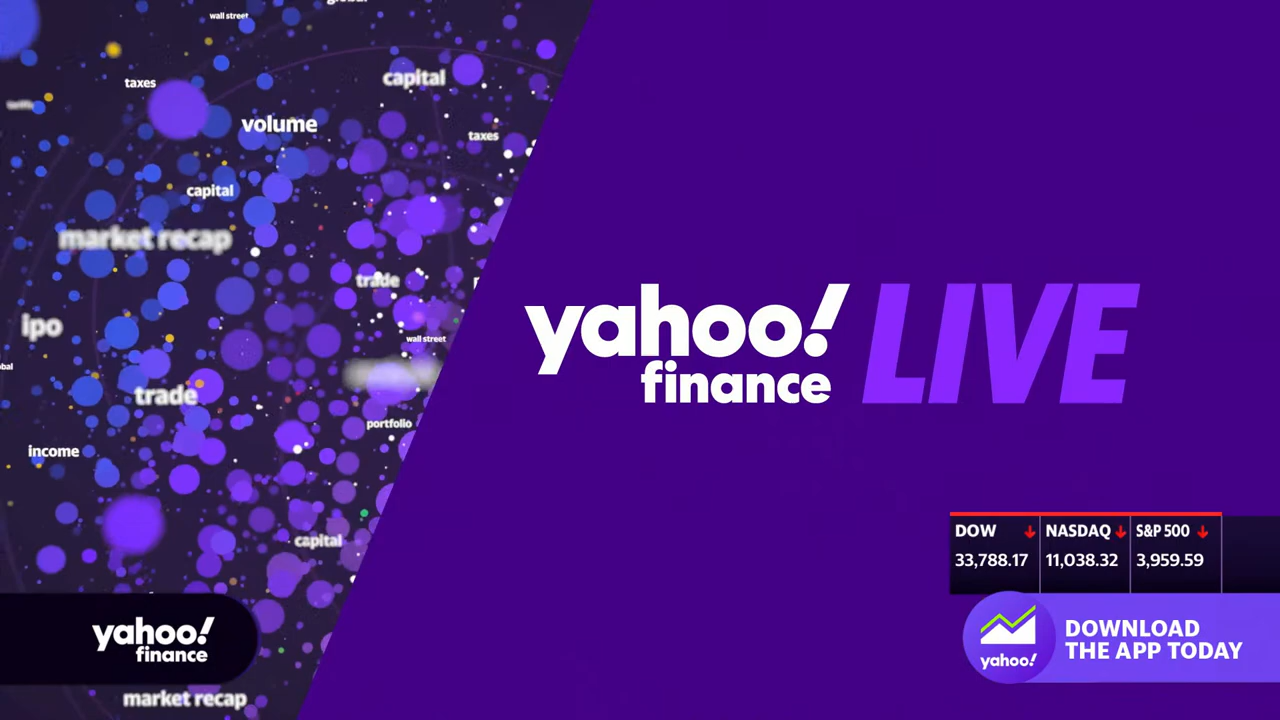 wall street
taxes
capital
volume
taxes
capital
market recap
trade
ipo
wall street
trade
portfolio
income
capital
market recap
yahoo!
finance
LIVE
DOW
33,788.17
NASDAQ
11,038.32
S&P 500
3,959.59
yahoo!
DOWNLOAD
THE APP TODAY
yahoo!
finance